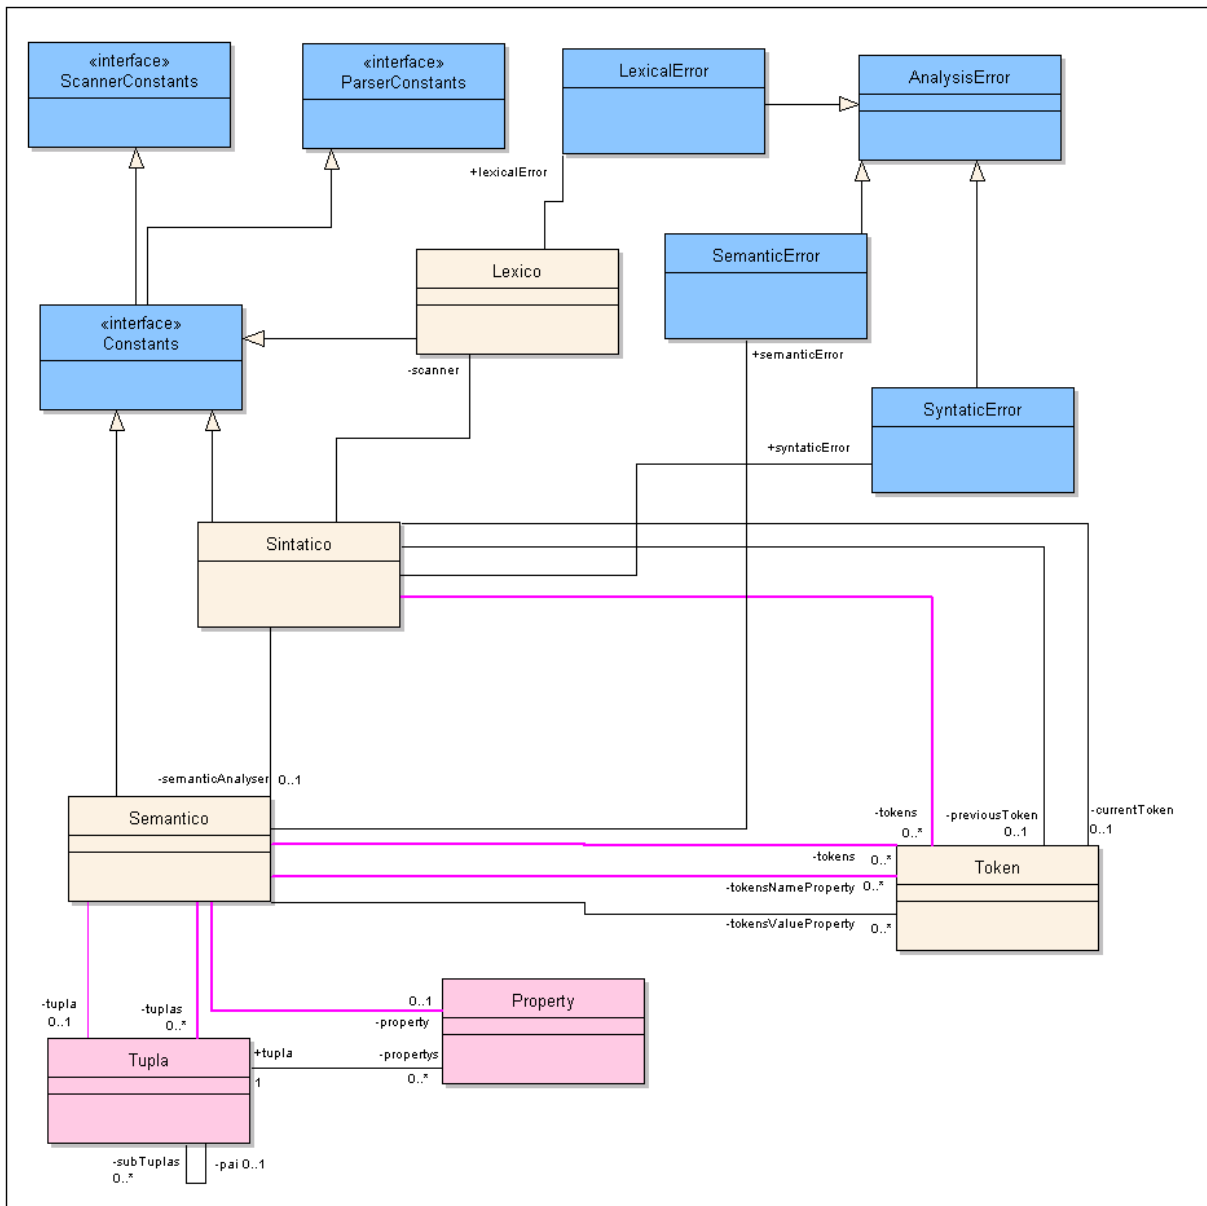 «interface»
ScannerConstants
«interface»
ParserConstants
LexicalError
AnalysisError
+lexicalError
Lexico
SemanticError
«interface»
Constants
+semanticError
-scanner
SyntaticError
+syntaticError
Sintatico
-semanticAnalyser 0..1
Semantico
-tokens
0..*
-previousToken
0..1
-currentToken
0..1
-tokens 0..*
Token
-tokensNameProperty 0..*
-tokensValueProperty 0..*
-tupla
0..1
-tuplas
0..*
0..1
-property
Property
Tupla
+tupla
1
-propertys
0..*
-subTuplas
0..*
-pai 0..1